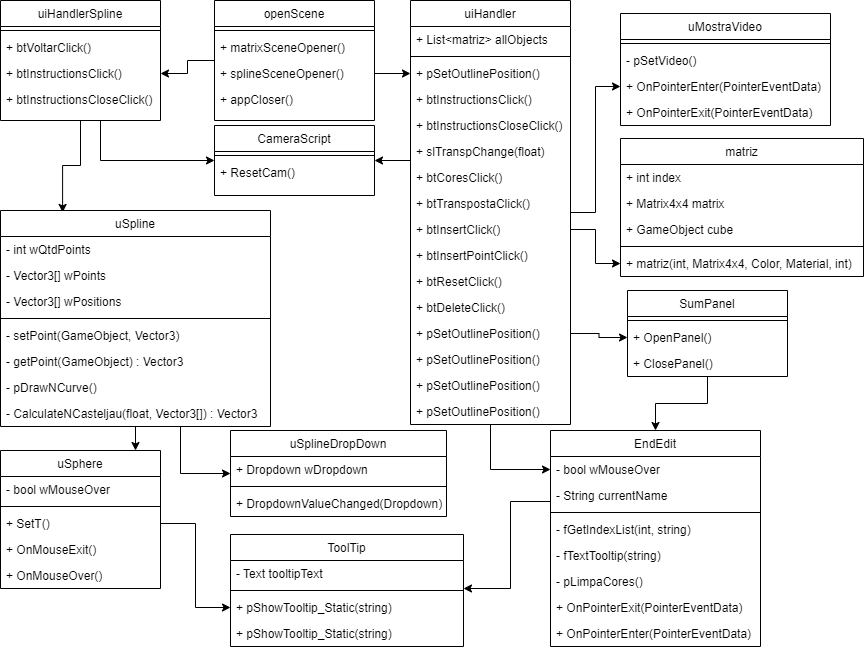 uiHandlerSpline
+ btVoltarClick()
+ btInstructionsClick()
+ btInstructionsCloseClick()
openScene
+ matrixSceneOpener()
+ splineSceneOpener()
+ appCloser()
uiHandler
+ List<matriz> allObjects
+ pSetOutlinePosition()
+ btInstructionsClick()
+ btInstructionsCloseClick()
+ slTranspChange(float)
+ btCoresClick()
+ btTranspostaClick()
+ btInsertClick()
+ btInsertPointClick()
+ btResetClick()
+ btDeleteClick()
+ pSetOutlinePosition()
+ pSetOutlinePosition()
+ pSetOutlinePosition()
+ pSetOutlinePosition()
uMostraVideo
- pSetVideo()
+ OnPointerEnter(PointerEventData)
+ OnPointerExit(PointerEventData)
CameraScript
+ ResetCam()
matriz
+ int index
+ Matrix4x4 matrix
+ GameObject cube
+ matriz(int, Matrix4x4, Color, Material, int)
uSpline
- int wQtdPoints
- Vector3[] wPoints
- Vector3[] wPositions
- setPoint(GameObject, Vector3)
- getPoint(GameObject) : Vector3
- pDrawNCurve()
- CalculateNCasteljau(float, Vector3[]) : Vector3
SumPanel
+ OpenPanel()
+ ClosePanel()
uSphere
- bool wMouseOver
+ SetT()
+ OnMouseExit()
+ OnMouseOver()
uSplineDropDown
+ Dropdown wDropdown
+ DropdownValueChanged(Dropdown)
EndEdit
- bool wMouseOver
- String currentName
- fGetIndexList(int, string)
- fTextTooltip(string)
- pLimpaCores()
+ OnPointerExit(PointerEventData)
+ OnPointerEnter(PointerEventData)
ToolTip
- Text tooltipText
+ pShowTooltip_Static(string)
+ pShowTooltip_Static(string)